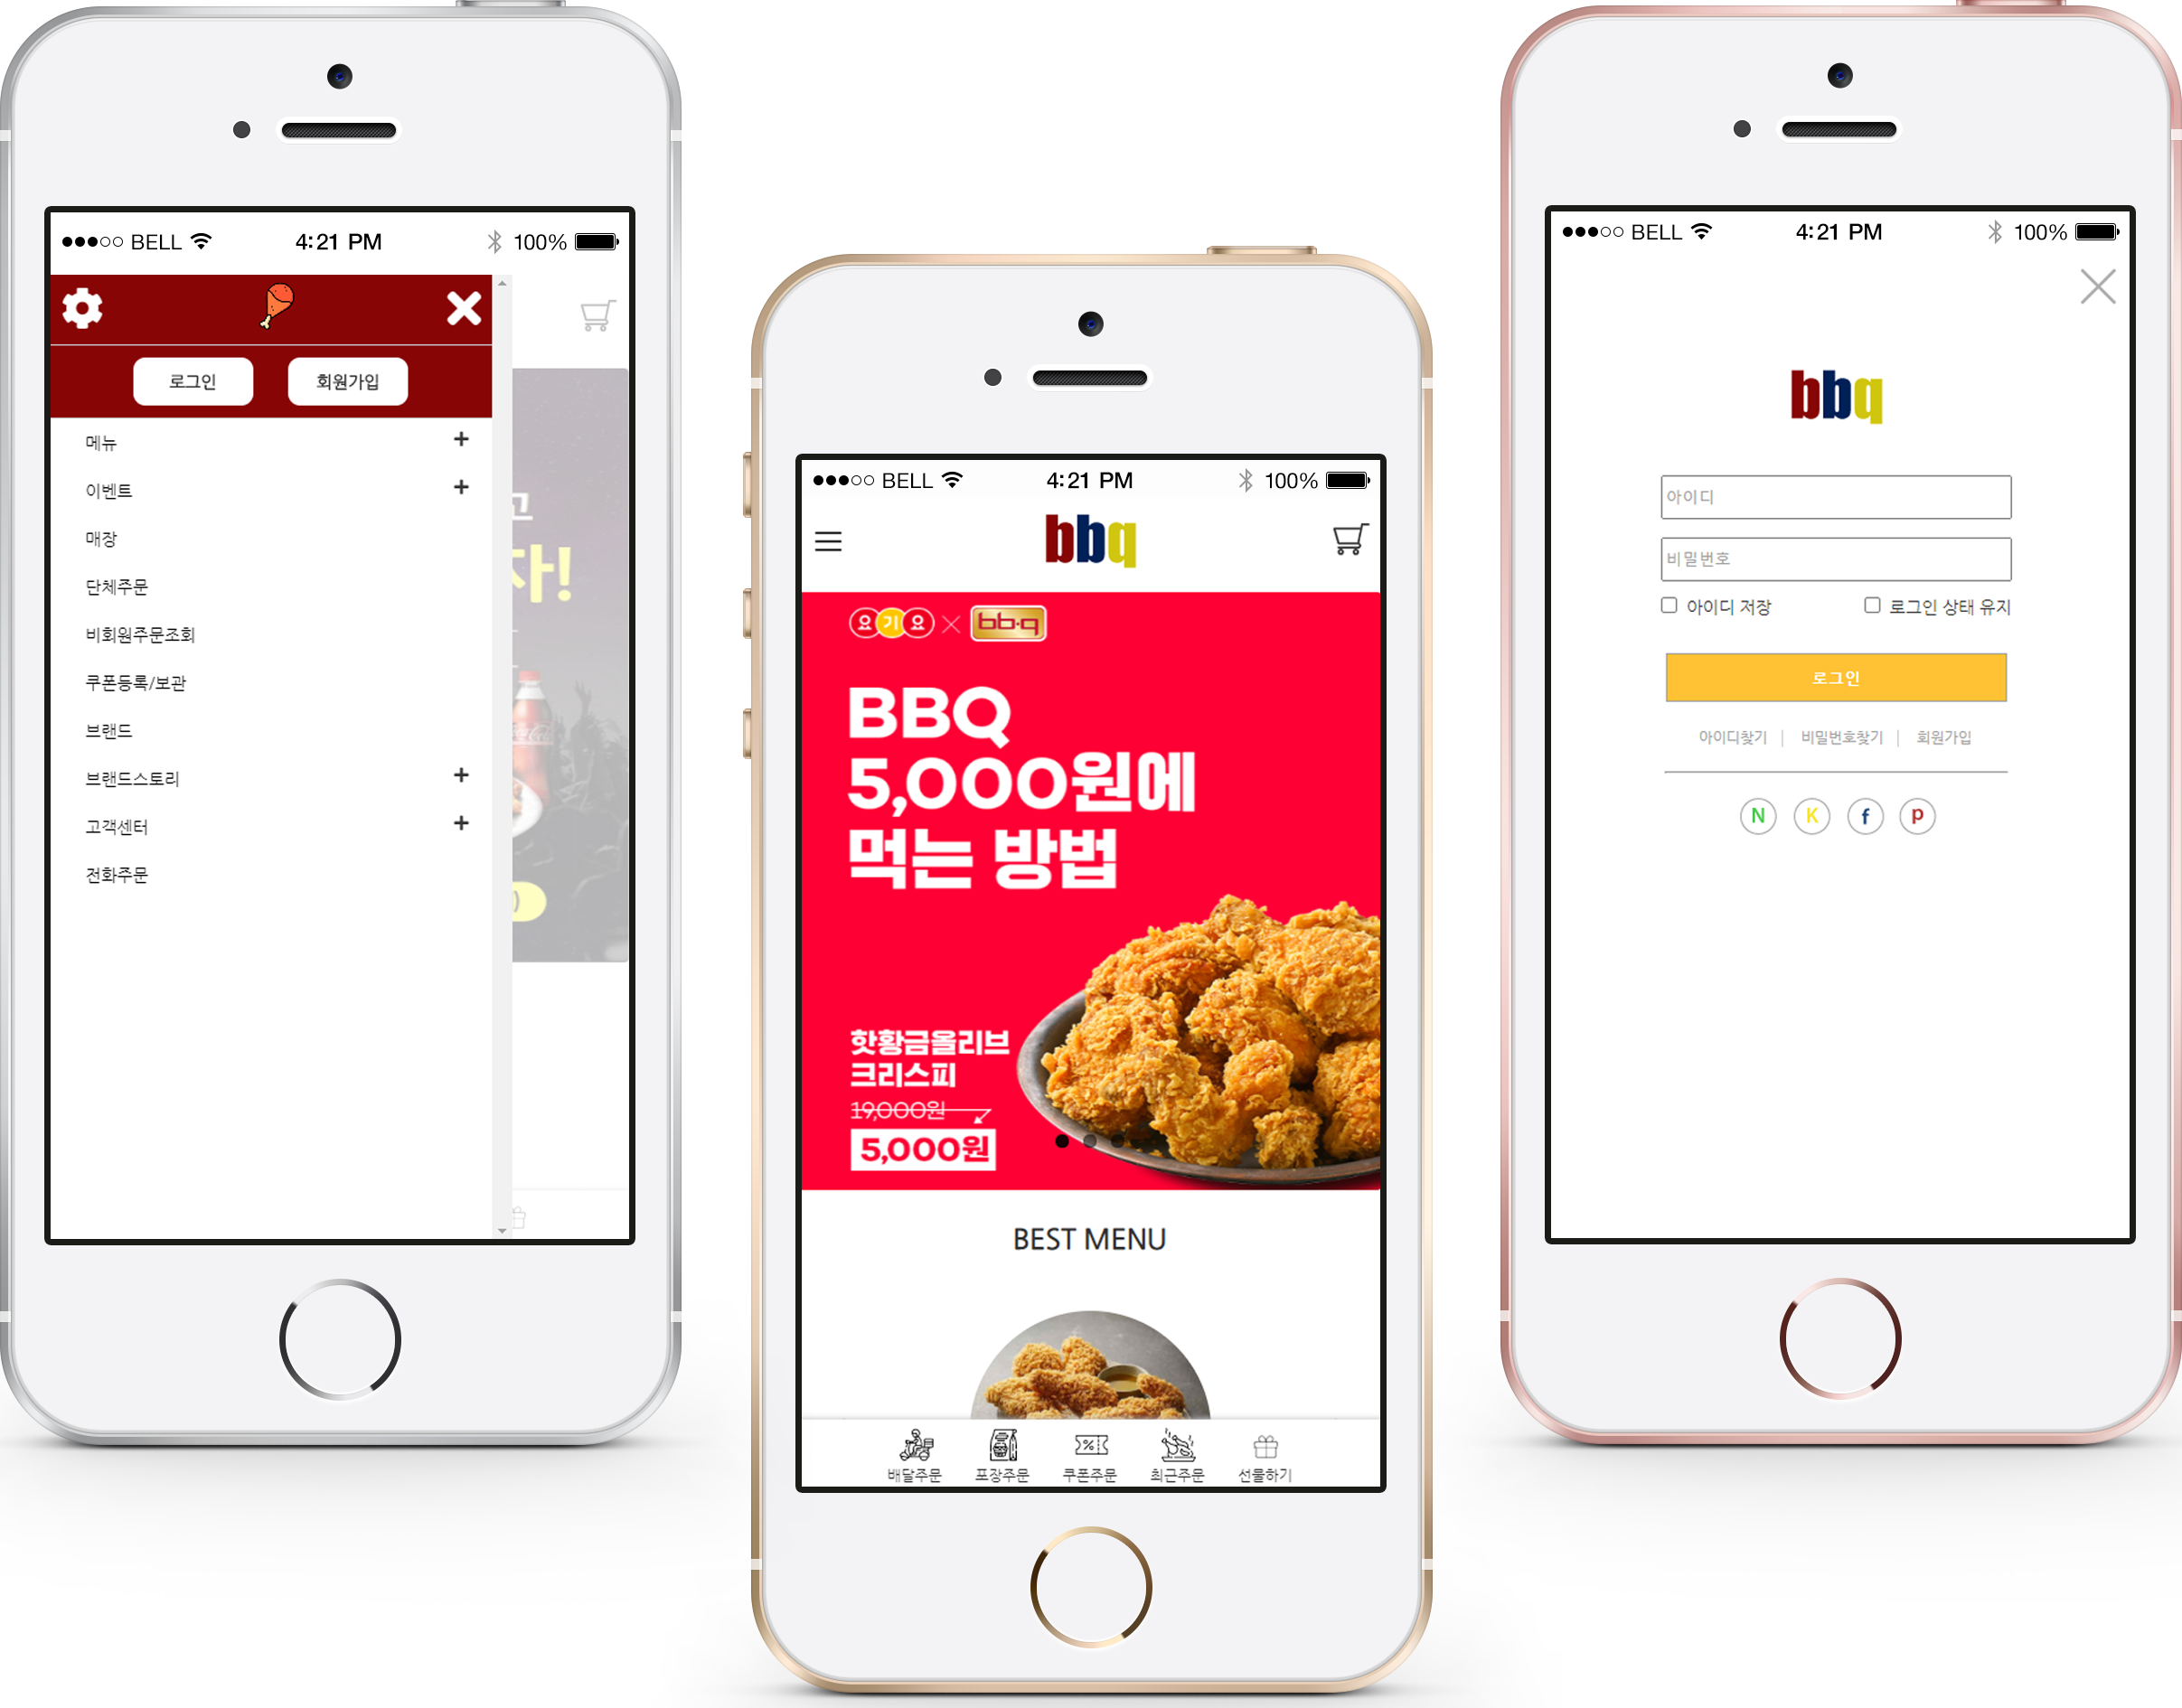 BELL 4:21 PM 100%
로그인 회원가입
메뉴 +
이벤트 +
매장
단체주문
비회원주문조회
쿠폰등록/보관
브랜드
브랜드스토리 +
고객센터 +
전화주문
고
자!
BELL 4:21 PM 100%
bbq
요기요 × bb.q
BBQ
5,000원에
먹는 방법
핫황금올리브
크리스피
19,000원
5,000원
BEST MENU
배달주문 포장주문 쿠폰주문 최근주문 선물하기
BELL 4:21 PM 100%
bbq
아이디
비밀번호
아이디 저장 로그인 상태 유지
로그인
아이디찾기 | 비밀번호찾기 | 회원가입
N K f P